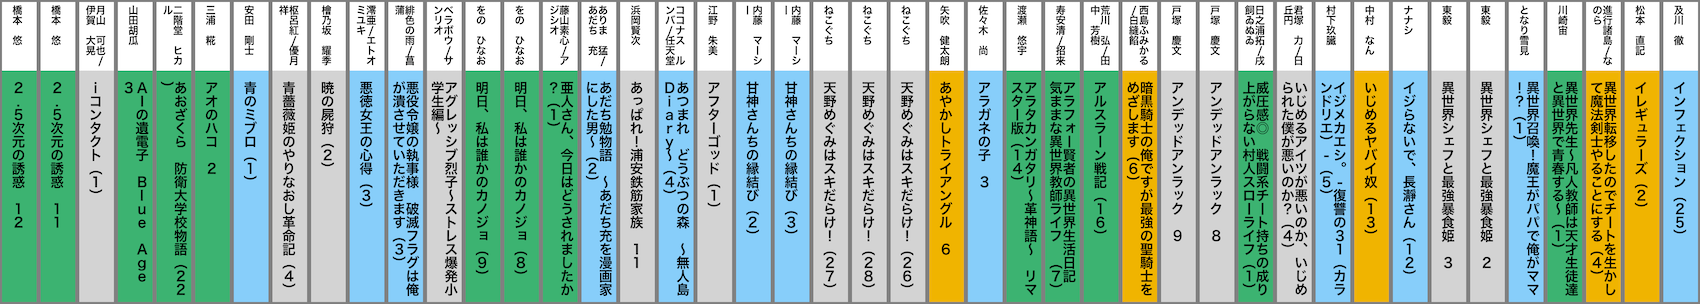 橋本 悠
2.5次元の誘惑 12
橋本 悠
2.5次元の誘惑 11
月山 可也/
伊賀 大晃
iコンタクト (1)
山田胡瓜
AIの遺電子 Blue Age
3
二階堂 ヒカ
ル
あおざくら 防衛大学校物語 (22
)
三浦 糀
アオのハコ 2
安田 剛士
青のミブロ (1)
枢呂紅/優月
青薔薇姫のやりなおし革命記 (4)
檜乃坂 耀季
暁の屍狩 (2)
澪亜/エトオ
ミユキ
悪徳女王の心得 (3)
緋色の雨/菖
蒲
悪役令嬢の執事様 破滅フラグは俺
が潰させていただきます (3)
ベラボウ/サ
ンリオ
アグレッシブ烈子~ストレス爆発小
学生編~
をの ひなお
明日、私は誰かのカノジョ (9)
をの ひなお
明日、私は誰かのカノジョ (8)
藤山素心/ア
ジシオ
亜人さん、今日はどうされましたか
? (1)
ありま 猛/
あだち 充
あだち勉物語 ~あだち充を漫画家
にした男~ (2)
浜岡賢次
あっぱれ!浦安鉄筋家族 11
ココナス ル
ンバ/任天堂
あつまれ どうぶつの森 ~無人島
Diary~ (4)
江野 朱美
アフターゴッド (1)
内藤 マーシ
ー
甘神さんちの縁結び (2)
内藤 マーシ
ー
甘神さんちの縁結び (3)
ねこぐち
天野めぐみはスキだらけ! (27)
ねこぐち
天野めぐみはスキだらけ! (28)
ねこぐち
天野めぐみはスキだらけ! (26)
矢吹 健太朗
あやかしトライアングル 6
佐々木 尚
アラガネの子 3
渡瀬 悠宇
アラタカンガタリ~革神語~ リマ
スター版 (14)
寿安清/招来
アラフォー賢者の異世界生活日記
気ままな異世界教師ライフ (7)
荒川 弘/田
中 芳樹
アルスラーン戦記 (16)
西島ふみかる
/白縫餡
暗黒騎士の俺ですが最強の聖騎士を
めざします (6)
戸塚 慶文
アンデッドアンラック 9
戸塚 慶文
アンデッドアンラック 8
日之浦拓/戌
飼ゐぬゐ
威圧感◎ 戦闘系チート持ちの成り
上がらない村人スローライフ (1)
君塚 力/日
丘円
いじめるアイツが悪いのか、いじめ
られた僕が悪いのか? (4)
村下玖臓
イジメカエシ。-復讐の31 (カラ
ンドリエ) - (5)
中村 なん
いじめるヤバイ奴 (13)
ナナシ
イジらないで、長瀞さん (12)
東毅
異世界シェフと最強暴食姫 3
東毅
異世界シェフと最強暴食姫 2
となり雪見
異世界召喚!魔王がパパで俺がママ
!? (1)
川崎宙
異世界先生~凡人教師は天才生徒達
と異世界で青春する~ (1)
進行諸島/な
のら
異世界転移したのでチートを生かし
て魔法剣士やることにする (4)
松本 直記
イレギュラーズ (2)
及川 徹
インフェクション (25)